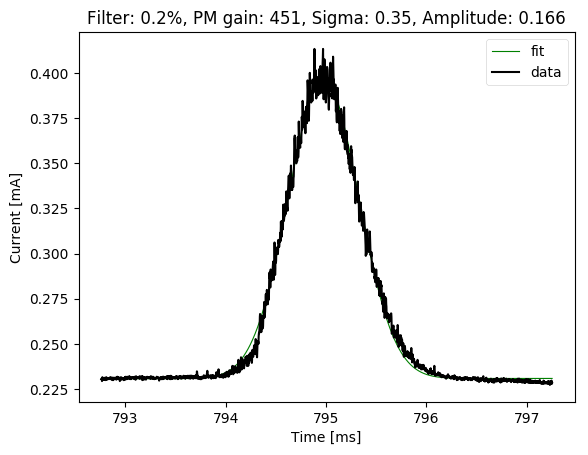 Filter: 0.2%, PM gain: 451, Sigma: 0.35, Amplitude: 0.166
fit
data
0.400
0.375
0.350
0.325
0.300
0.275
0.250
0.225
Current [mA]
793 794 795 796 797
Time [ms]